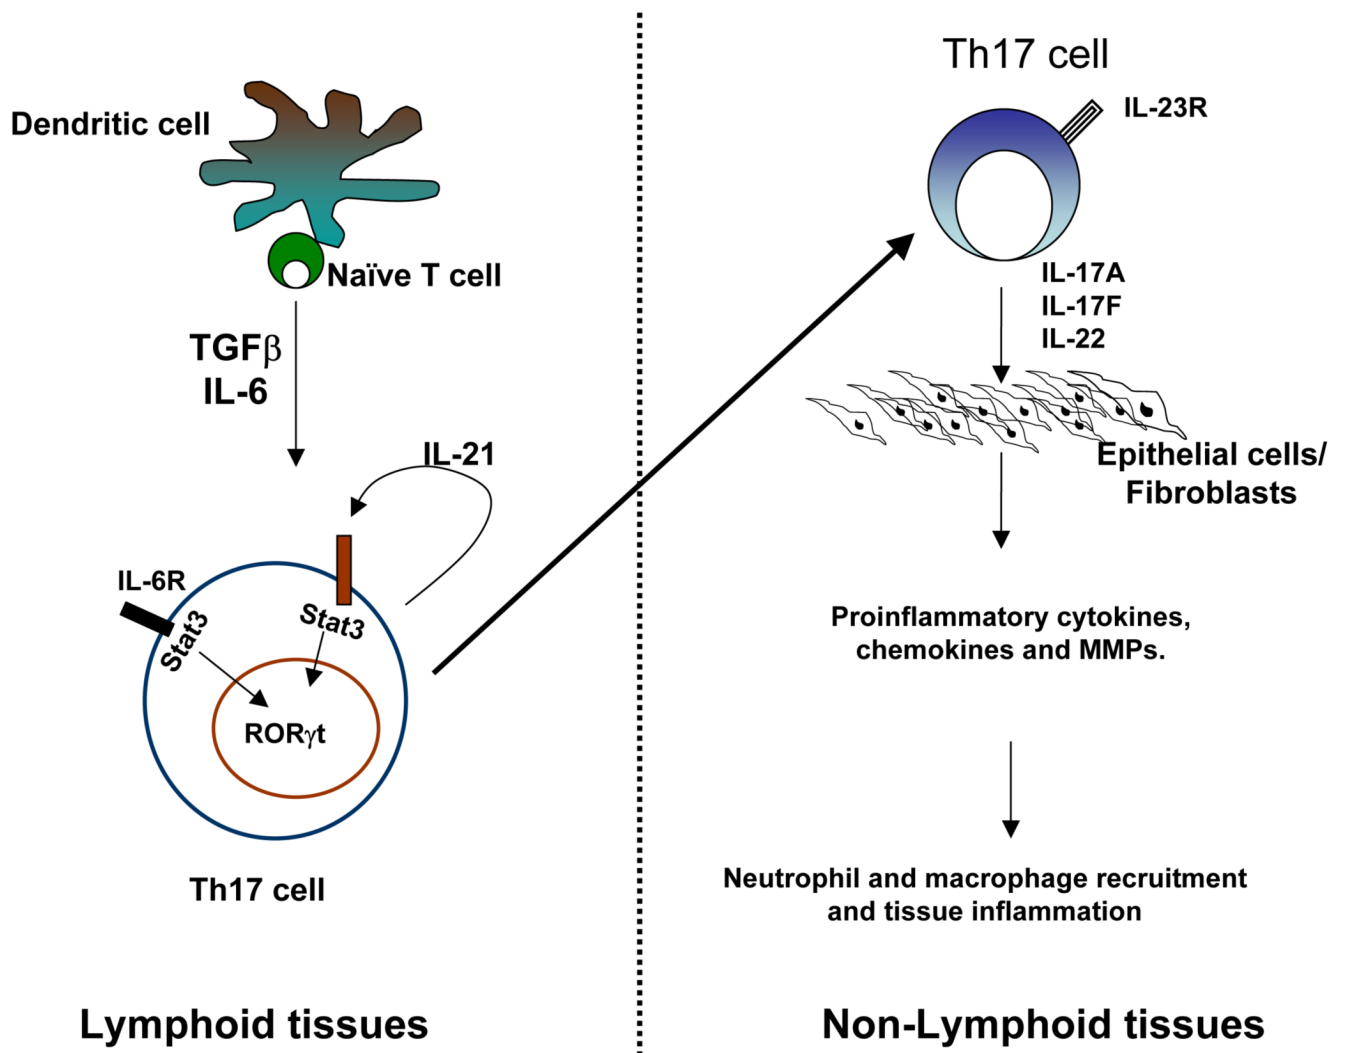 Dendritic cell
Naïve T cell
TGFβ
IL-6
IL-21
IL-6R
Stat3
Stat3
RORγt
Th17 cell
Lymphoid tissues
Th17 cell
IL-23R
IL-17A
IL-17F
IL-22
Epithelial cells/
Fibroblasts
Proinflammatory cytokines,
chemokines and MMPs.
Neutrophil and macrophage recruitment
and tissue inflammation
Non-Lymphoid tissues